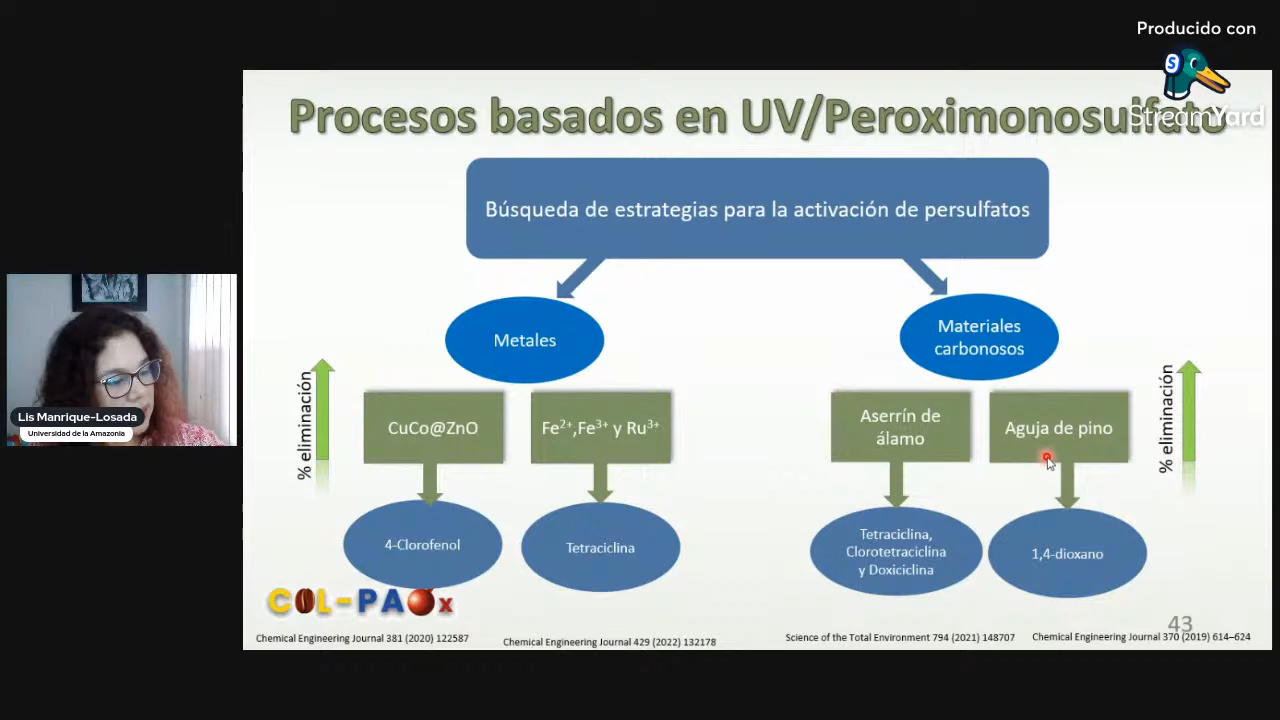 Producido con
S
StreamYard
Procesos basados en UV/Peroximonosulfato
Búsqueda de estrategias para la activación de persulfatos
Metales
Materiales
carbonosos
% eliminación
CuCo@ZnO
Fe²⁺,Fe³⁺ y Ru³⁺
Aserrín de
álamo
Aguja de pino
% eliminación
4-Clorofenol
Tetraciclina
Tetraciclina,
Clorotetraciclina
y Doxiciclina
1,4-dioxano
COL-PAOx
43
Chemical Engineering Journal 381 (2020) 122587
Chemical Engineering Journal 429 (2022) 132178
Science of the Total Environment 794 (2021) 148707
Chemical Engineering Journal 370 (2019) 614–624
Lis Manrique-Losada
Universidad de la Amazonia